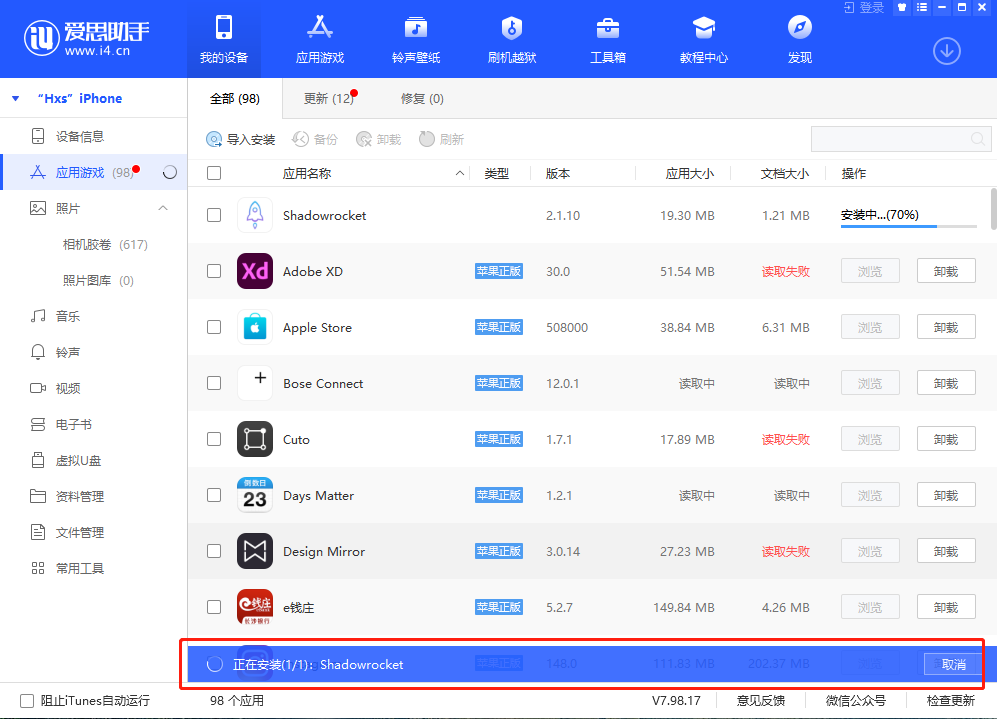 iU 爱思助手 www.i4.cn
我的设备 应用游戏 铃声壁纸 刷机越狱 工具箱 教程中心 发现 登录
“Hxs”iPhone
设备信息
应用游戏 (98)
照片
相机胶卷 (617)
照片图库 (0)
音乐
铃声
视频
电子书
虚拟U盘
资料管理
文件管理
常用工具
全部 (98) 更新 (12) 修复 (0)
导入安装 备份 卸载 刷新
应用名称 类型 版本 应用大小 文档大小 操作
Shadowrocket 2.1.10 19.30 MB 1.21 MB 安装中...(70%)
Xd Adobe XD 苹果正版 30.0 51.54 MB 读取失败 浏览 卸载
Apple Store 苹果正版 508000 38.84 MB 6.31 MB 浏览 卸载
Bose Connect 苹果正版 12.0.1 读取中 读取中 浏览 卸载
Cuto 苹果正版 1.7.1 17.89 MB 读取失败 浏览 卸载
倒数日 23 Days Matter 苹果正版 1.2.1 读取中 读取中 浏览 卸载
Design Mirror 苹果正版 3.0.14 27.23 MB 读取失败 浏览 卸载
e钱庄 长沙银行 e钱庄 苹果正版 5.2.7 149.84 MB 4.26 MB 浏览 卸载
正在安装(1/1)：Shadowrocket 苹果正版 148.0 111.83 MB 202.37 MB 取消
阻止iTunes自动运行 98 个应用 V7.98.17 意见反馈 微信公众号 检查更新